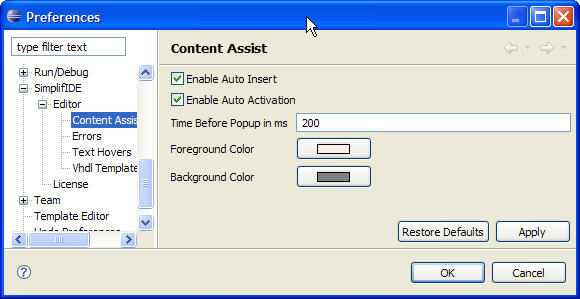 Preferences
type filter text
Run/Debug
SimplifIDE
Editor
Content Assis
Errors
Text Hovers
Vhdl Template
License
Team
Template Editor
Content Assist
Enable Auto Insert
Enable Auto Activation
Time Before Popup in ms 200
Foreground Color
Background Color
Restore Defaults Apply
? OK Cancel